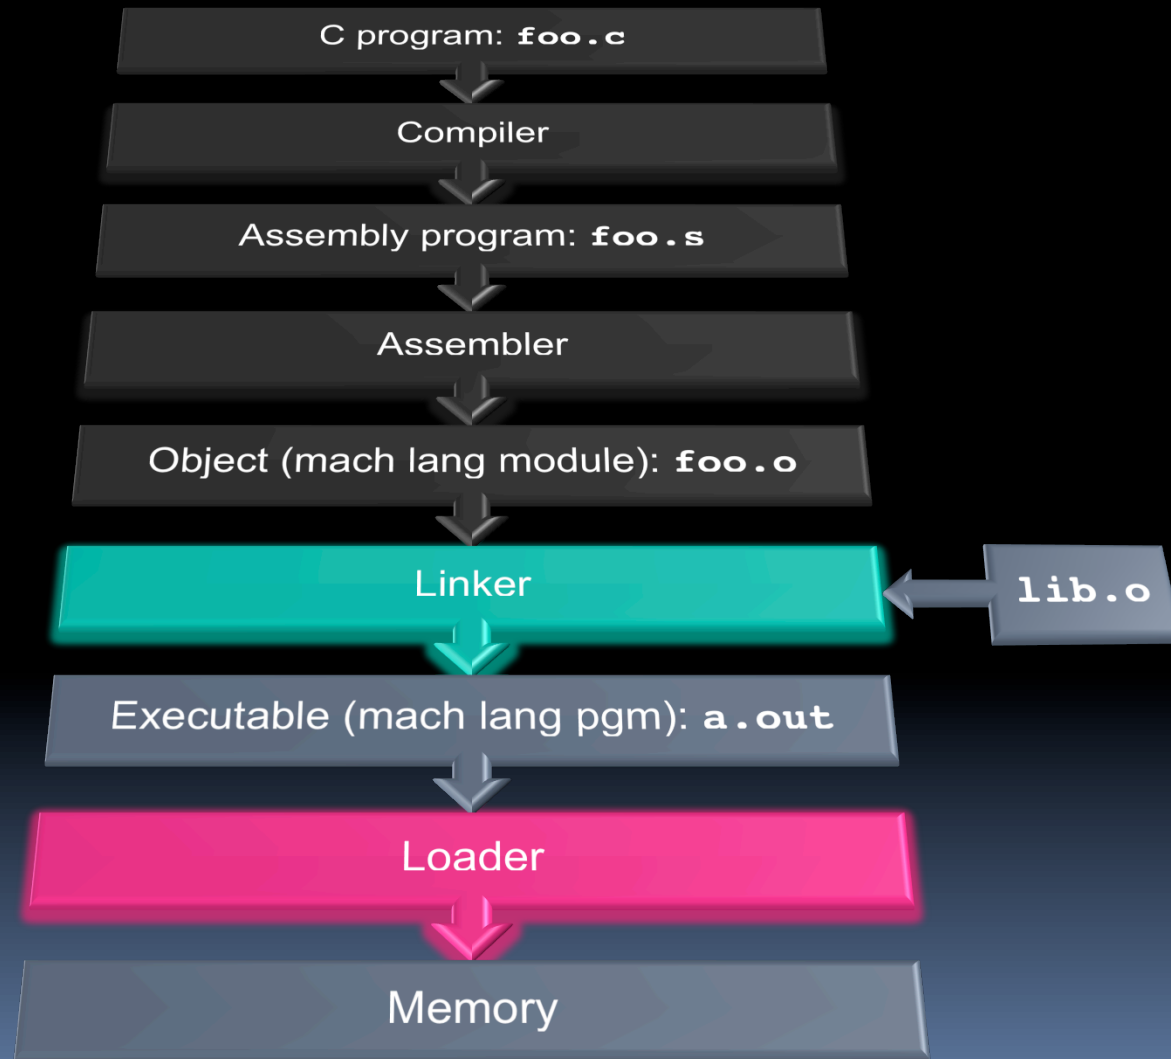 C program: foo.c
Compiler
Assembly program: foo.s
Assembler
Object (mach lang module): foo.o
Linker
lib.o
Executable (mach lang pgm): a.out
Loader
Memory